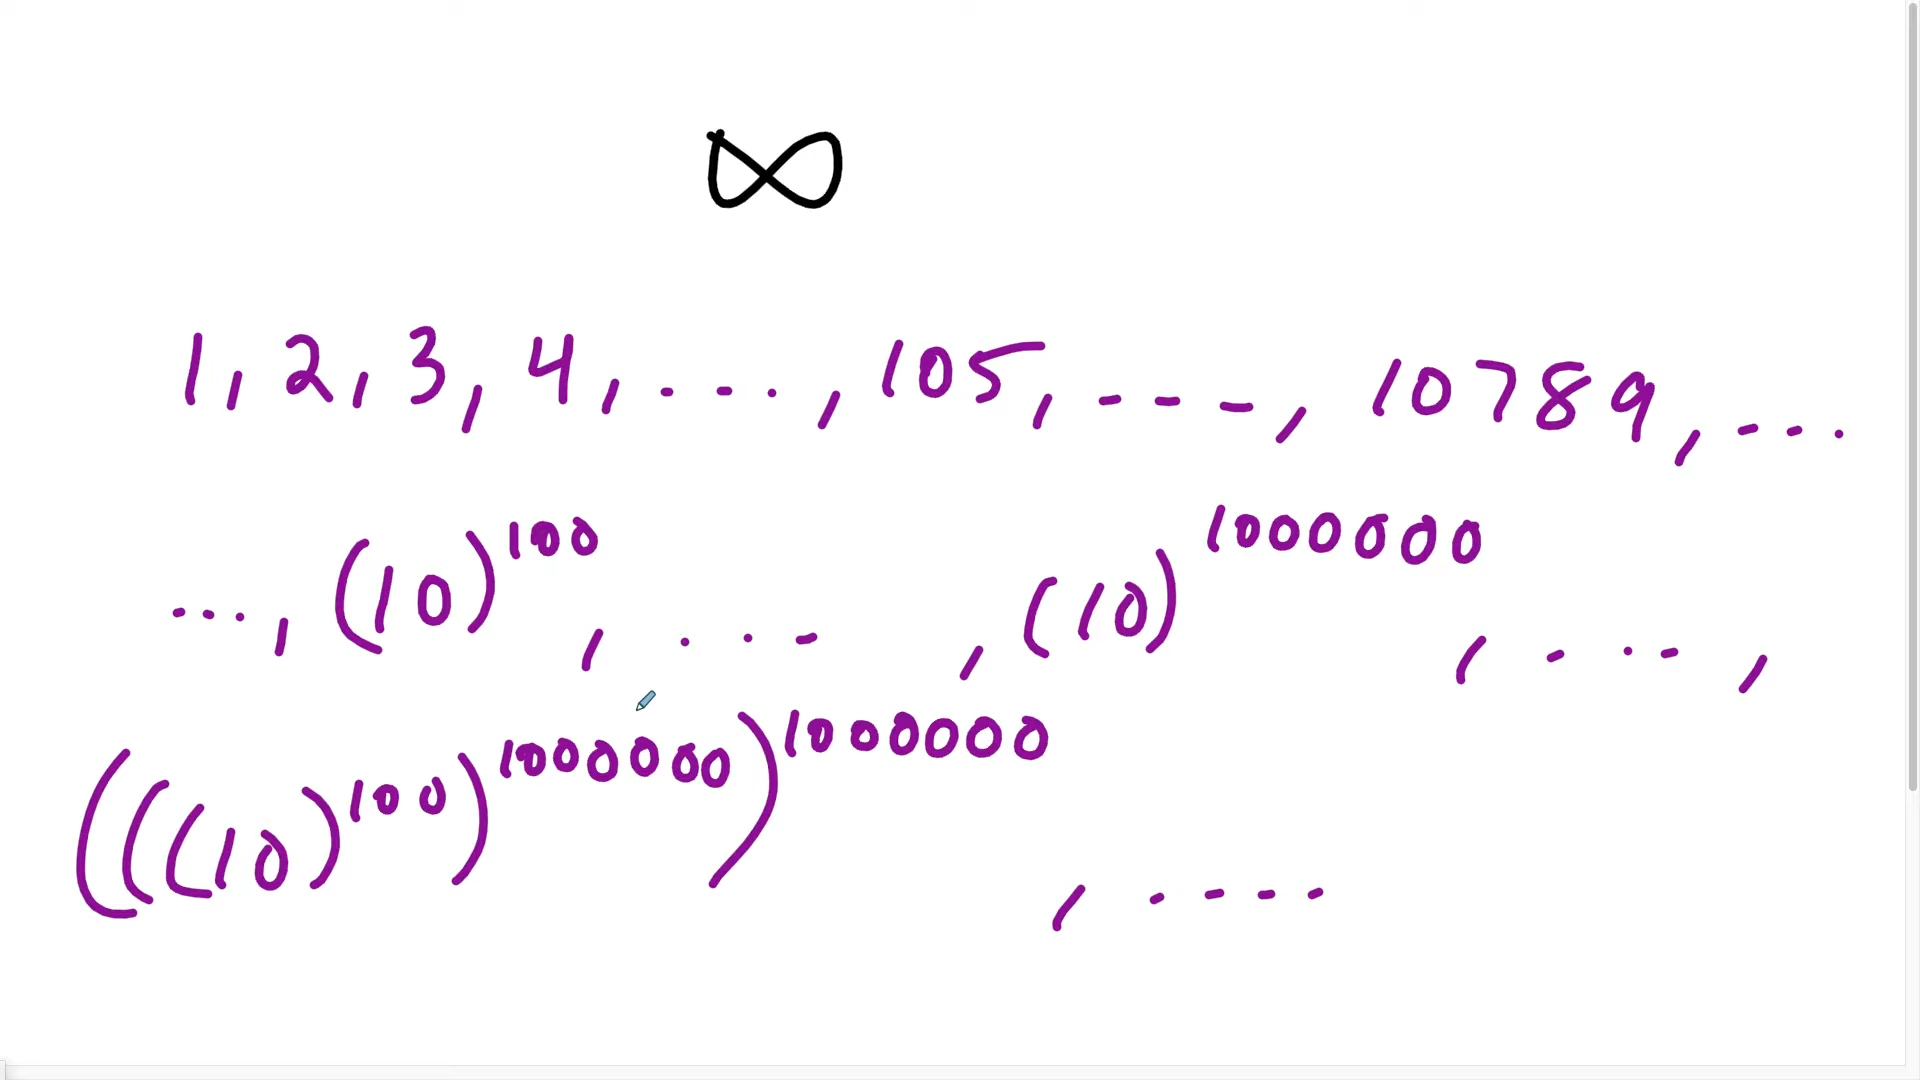 ∞
1, 2, 3, 4, ..., 105, ---, 10789, ...
..., (10)^100, ..., (10)^1000000, ...,
(((10)^100)^1000000)^1000000, ....